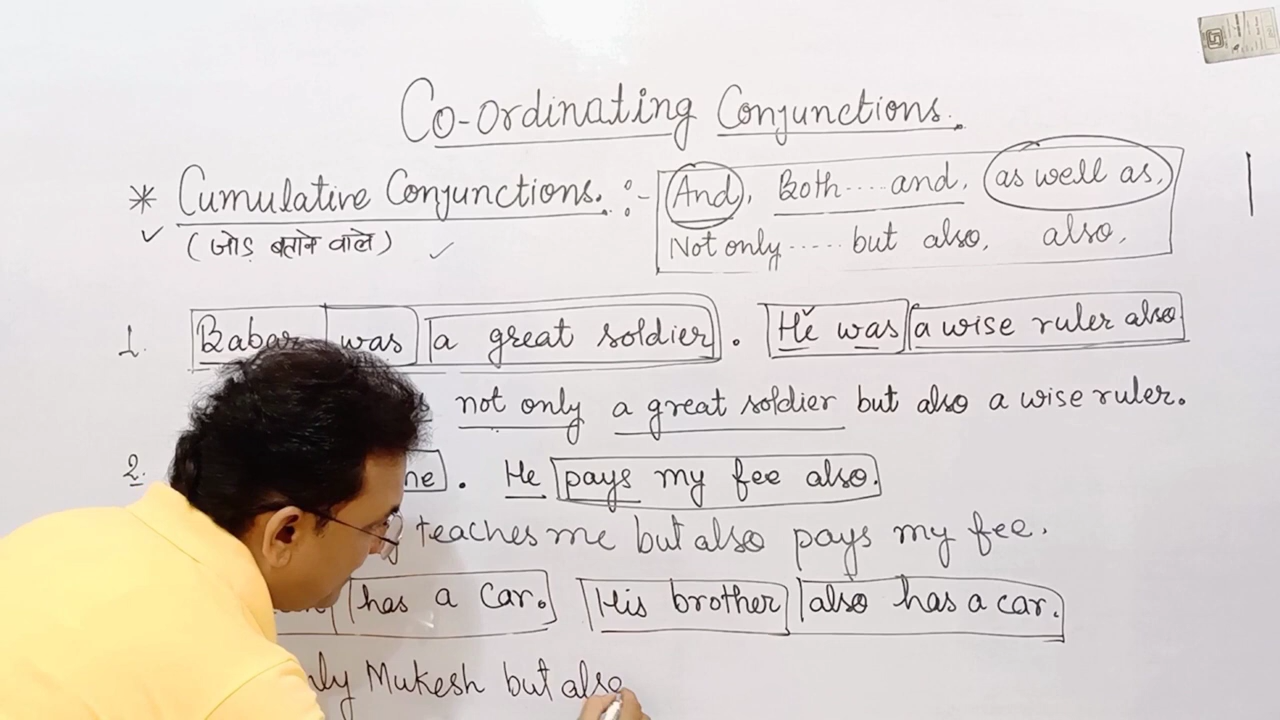 Co-ordinating Conjunctions.
* Cumulative Conjunctions. :- And, Both .... and, as well as,
(जोड़ बताने वाले) Not only ...... but also, also,
1. Babar was a great soldier. He was a wise ruler also
not only a great soldier but also a wise ruler.
2. me. He pays my fee also.
teaches me but also pays my fee.
has a car. His brother also has a car.
Mukesh but also